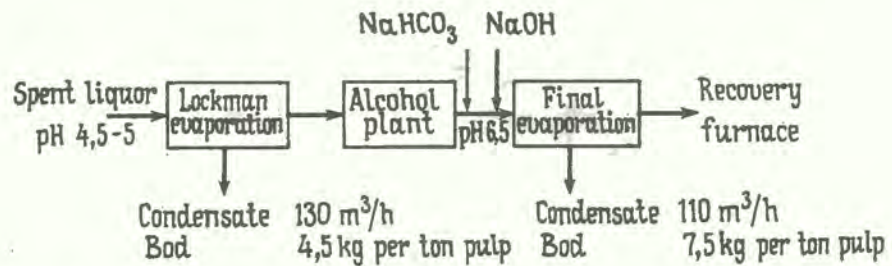 NaHCO₃ NaOH
Spent liquor
pH 4,5-5
Lockman
evaporation
Alcohol
plant
pH 6,5
Final
evaporation
Recovery
furnace
Condensate 130 m³/h
Bod 4,5 kg per ton pulp
Condensate 110 m³/h
Bod 7,5 kg per ton pulp